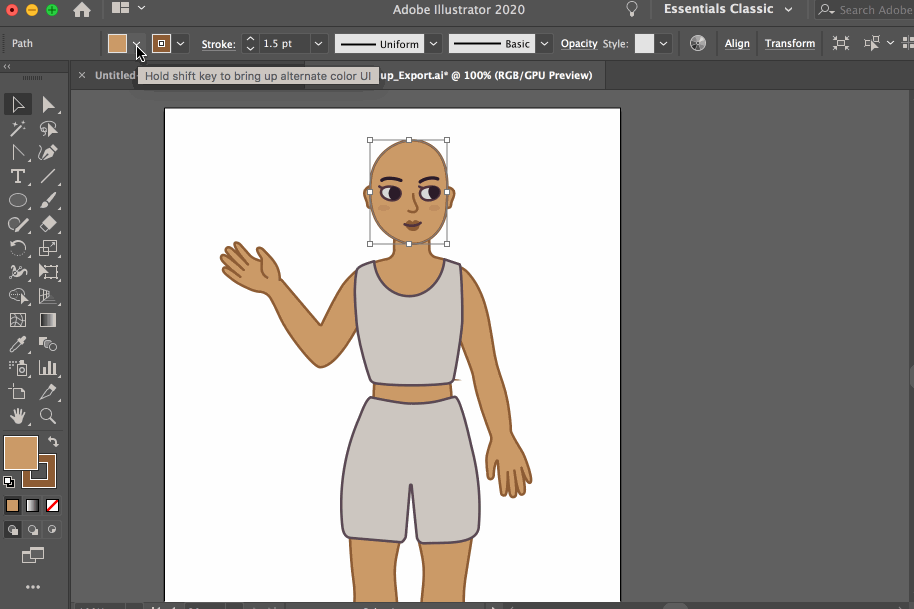 Adobe Illustrator 2020
Essentials Classic
Search Adobe
Path
Stroke:
1.5 pt
Uniform
Basic
Opacity
Style:
Align
Transform
× Untitled-
up_Export.ai* @ 100% (RGB/GPU Preview)
Hold shift key to bring up alternate color UI